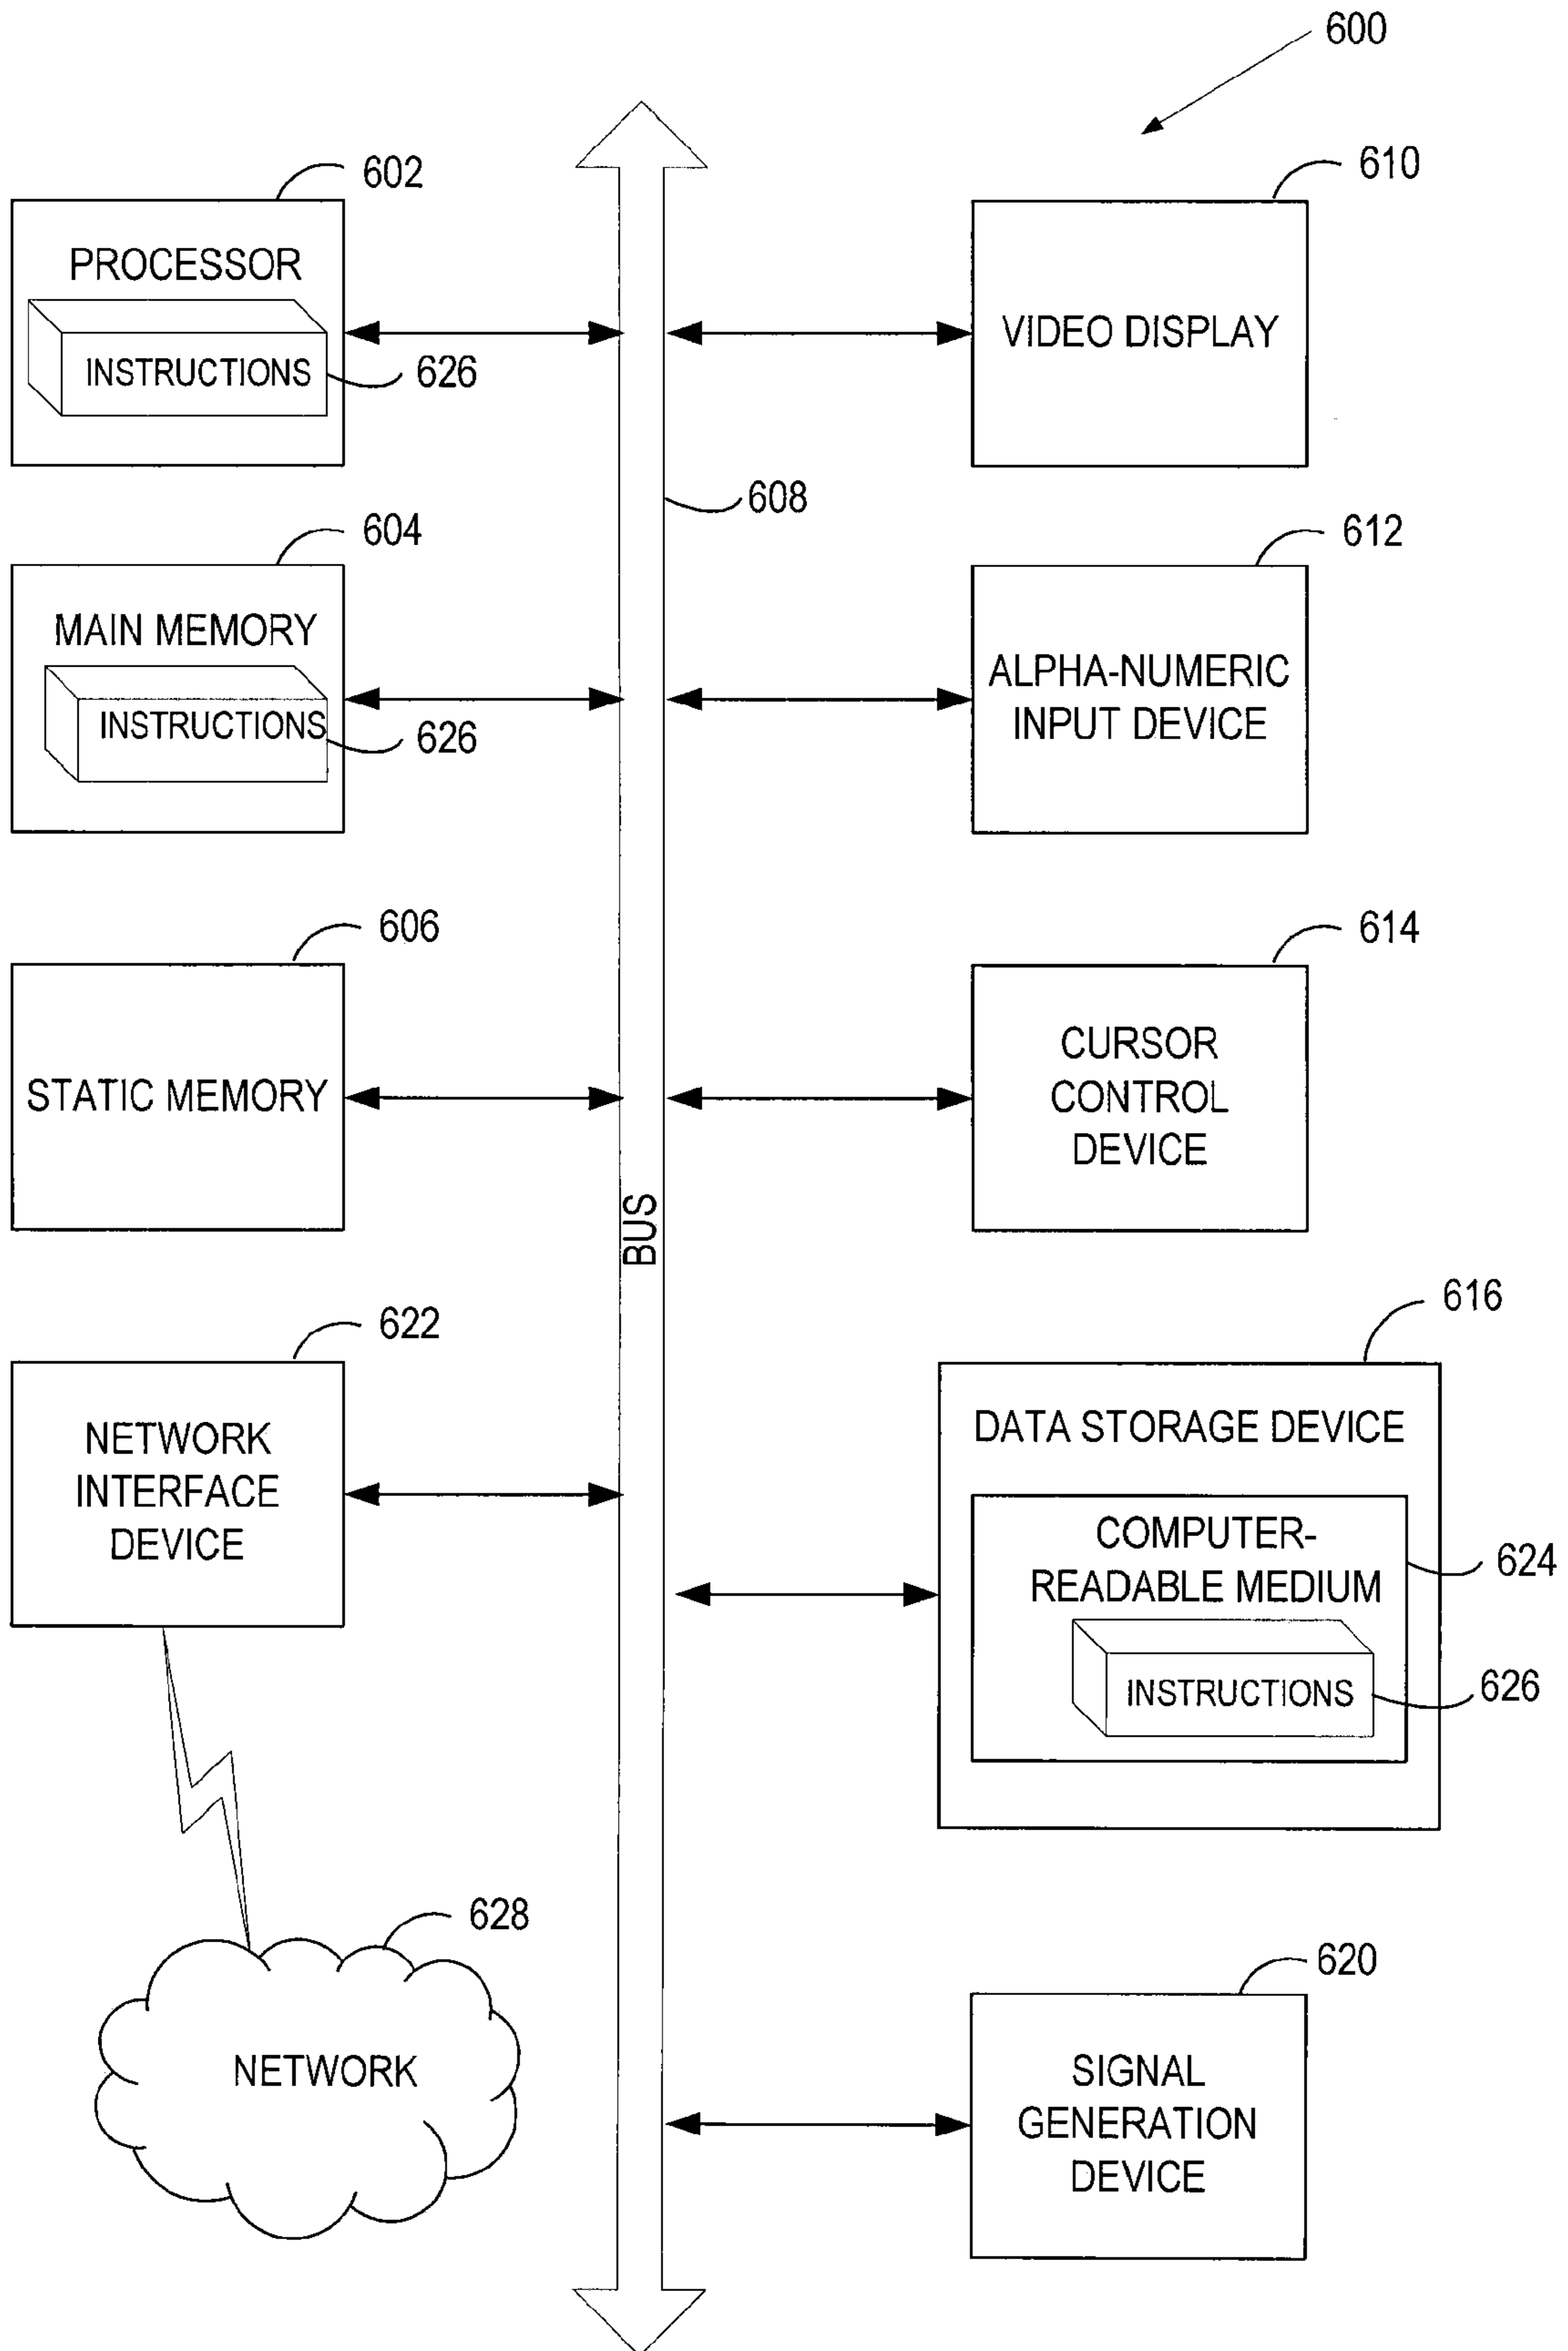 600
602
PROCESSOR
INSTRUCTIONS
626
610
VIDEO DISPLAY
608
604
MAIN MEMORY
INSTRUCTIONS
626
612
ALPHA-NUMERIC
INPUT DEVICE
606
STATIC MEMORY
614
CURSOR
CONTROL
DEVICE
BUS
622
NETWORK
INTERFACE
DEVICE
616
DATA STORAGE DEVICE
COMPUTER-
READABLE MEDIUM
624
INSTRUCTIONS
626
628
NETWORK
620
SIGNAL
GENERATION
DEVICE